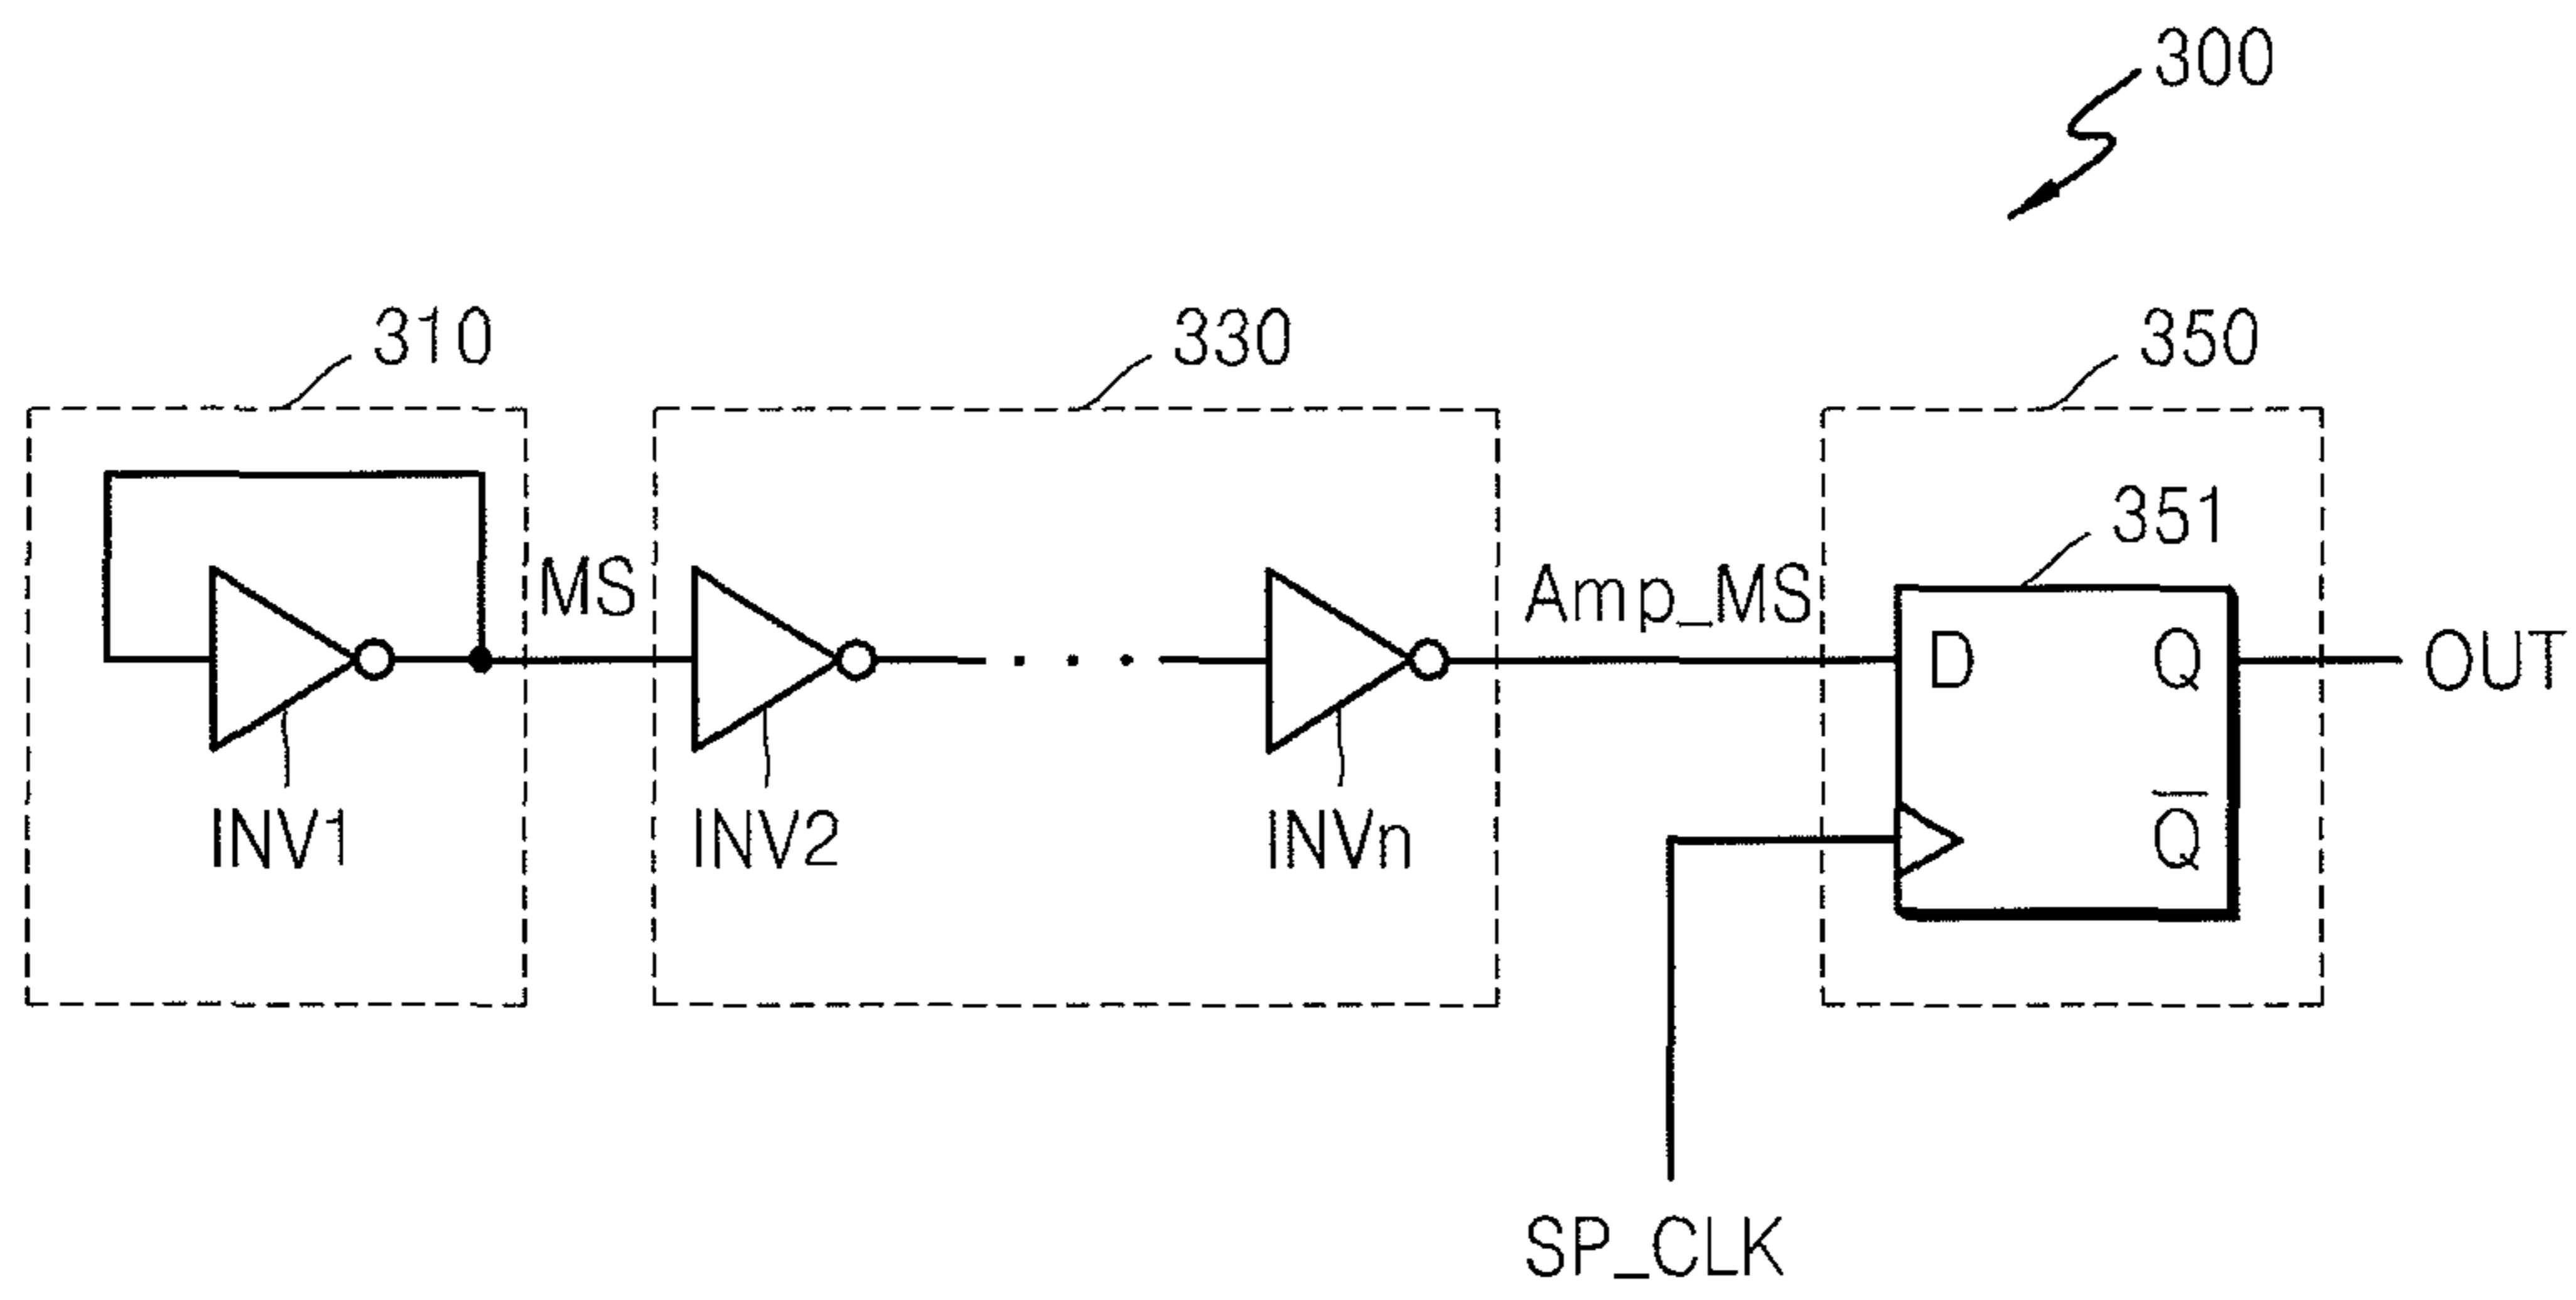 300
310
330
350
351
MS
Amp_MS
D
Q
OUT
Q̅
INV1
INV2
INVn
SP_CLK